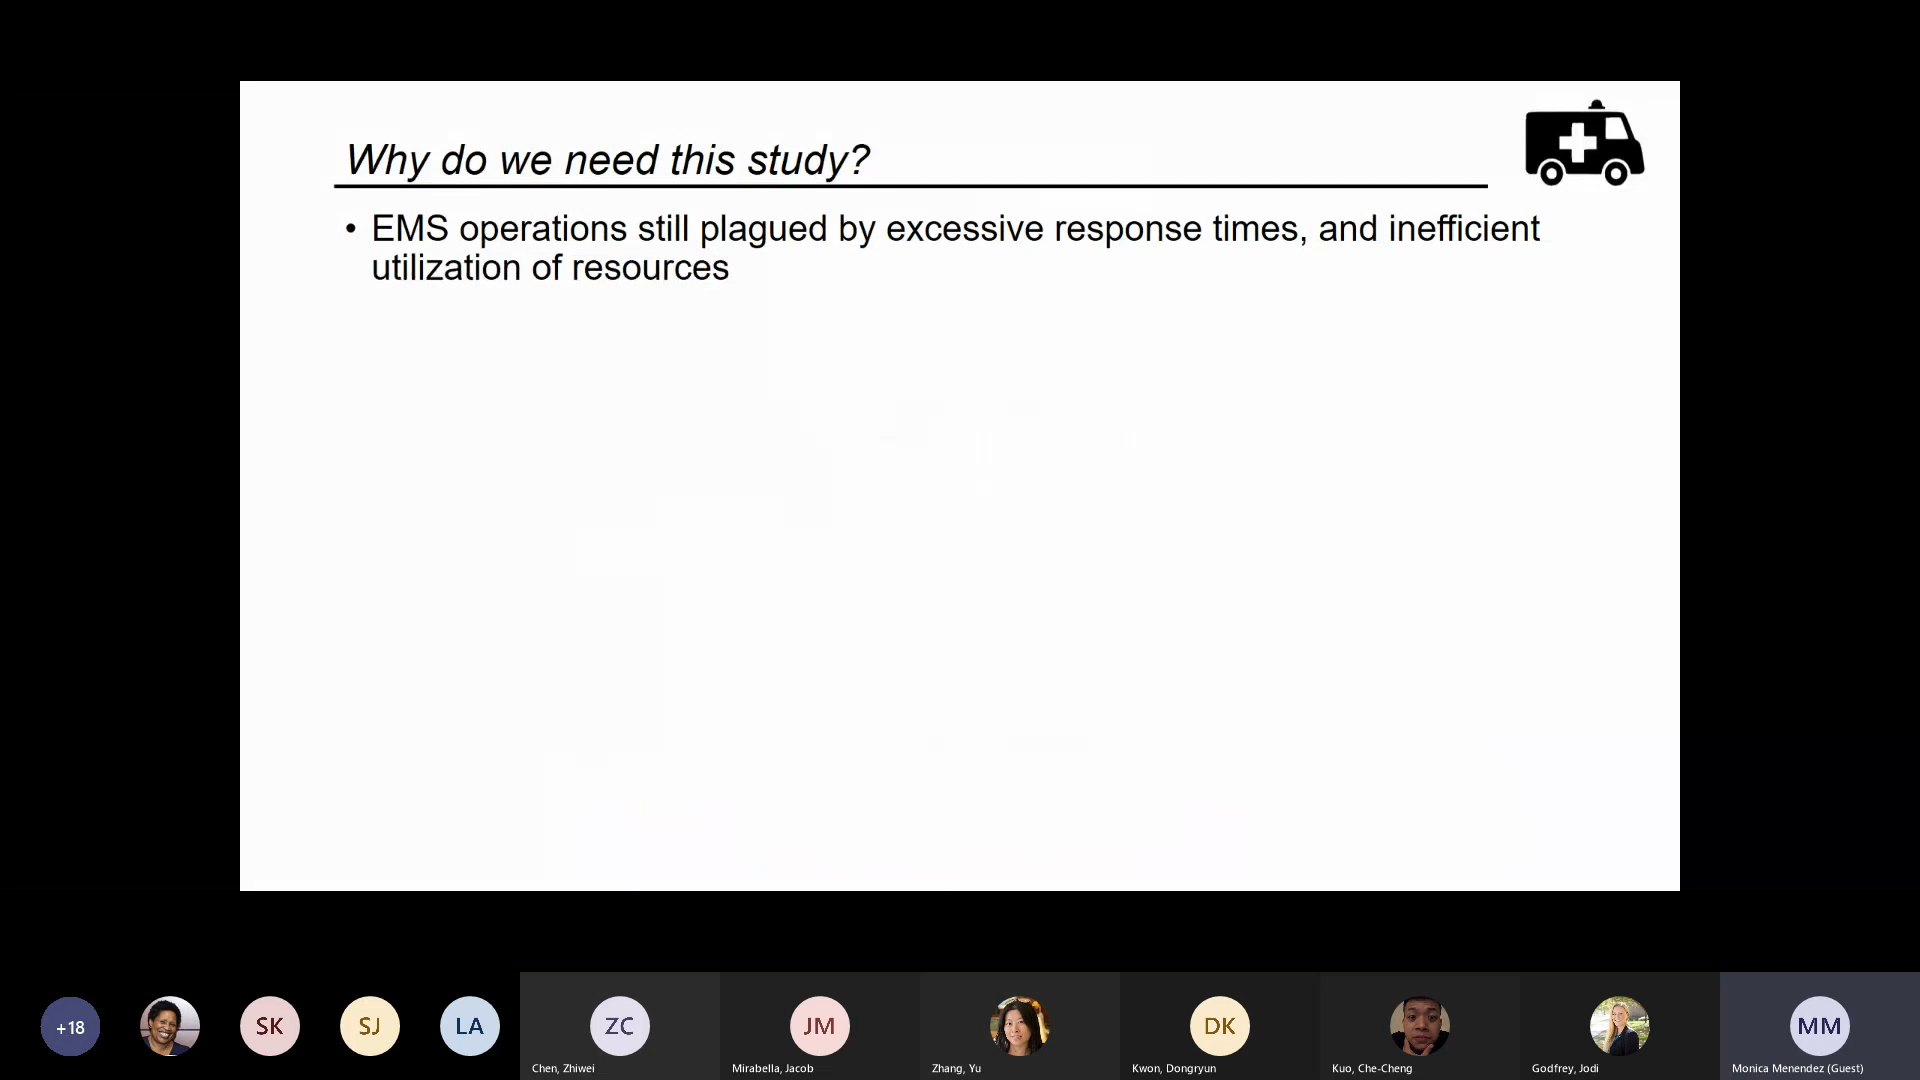 Why do we need this study?
• EMS operations still plagued by excessive response times, and inefficient
utilization of resources
+18
SK
SJ
LA
ZC
JM
DK
MM
Chen, Zhiwei
Mirabella, Jacob
Zhang, Yu
Kwon, Dongryun
Kuo, Che-Cheng
Godfrey, Jodi
Monica Menendez (Guest)